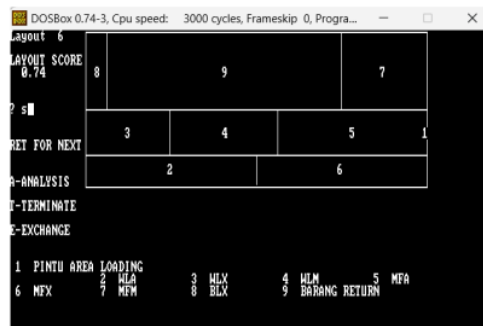 DOSBox 0.74-3, Cpu speed: 3000 cycles, Frameskip 0, Progra...
Layout 6
LAYOUT SCORE
0.74
8 9 7
? s
3 4 5 1
RET FOR NEXT
2 6
A-ANALYSIS
T-TERMINATE
E-EXCHANGE
1 PINTU AREA LOADING
2 WLA 3 WLX 4 WLM 5 MFA
6 MFX 7 MFM 8 BLX 9 BARANG RETURN